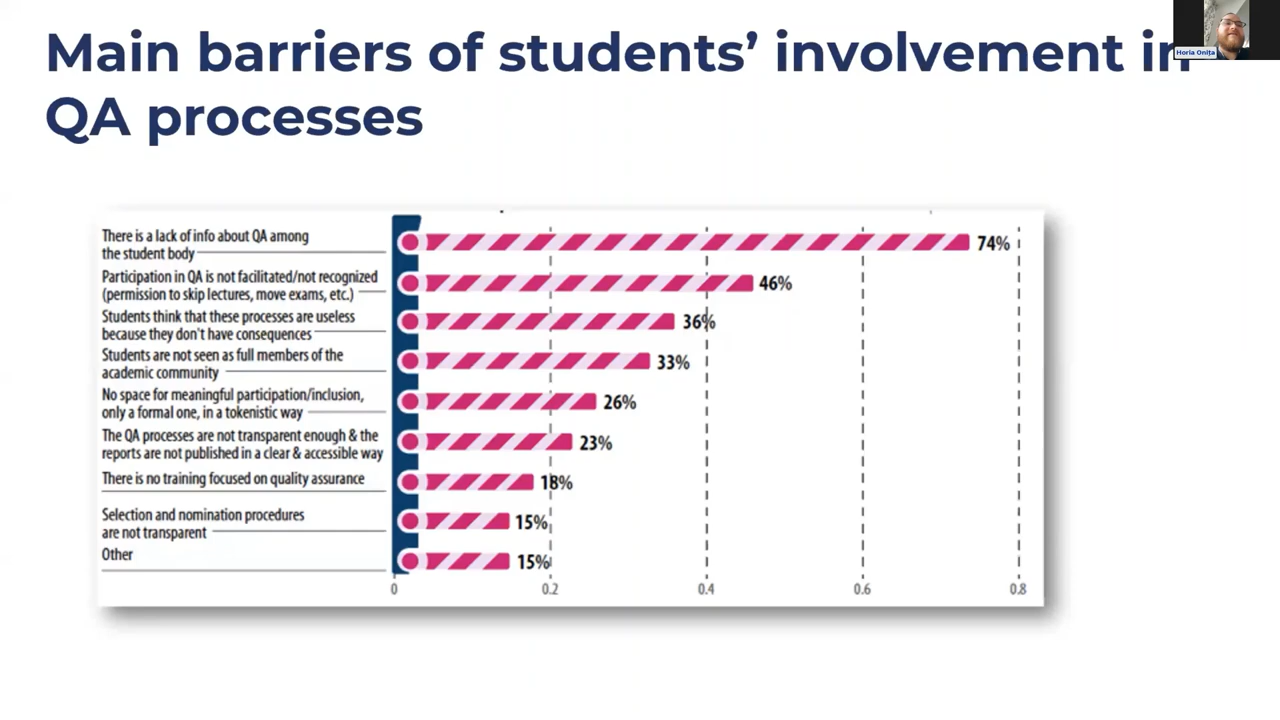 Main barriers of students' involvement in
QA processes
Horia Onița
There is a lack of info about QA among
the student body
74%
Participation in QA is not facilitated/not recognized
(permission to skip lectures, move exams, etc.)
46%
Students think that these processes are useless
because they don't have consequences
36%
Students are not seen as full members of the
academic community
33%
No space for meaningful participation/inclusion,
only a formal one, in a tokenistic way
26%
The QA processes are not transparent enough & the
reports are not published in a clear & accessible way
23%
There is no training focused on quality assurance
18%
Selection and nomination procedures
are not transparent
15%
Other
15%
0 0.2 0.4 0.6 0.8